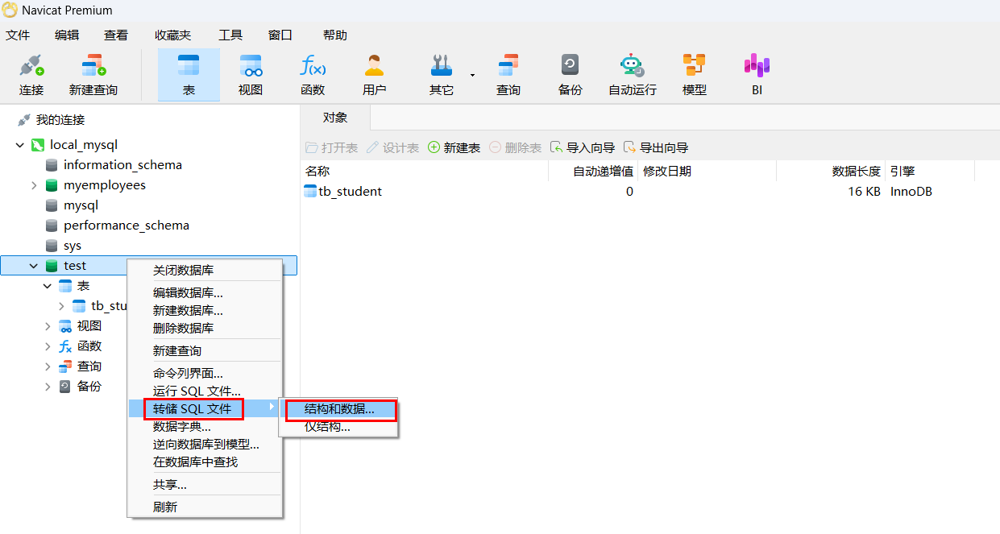 Navicat Premium
文件 编辑 查看 收藏夹 工具 窗口 帮助
连接 新建查询 表 视图 函数 用户 其它 查询 备份 自动运行 模型 BI
我的连接
local_mysql
information_schema
myemployees
mysql
performance_schema
sys
test
表
tb_stu
视图
函数
查询
备份
对象
打开表 设计表 新建表 删除表 导入向导 导出向导
名称 自动递增值 修改日期 数据长度 引擎
tb_student 0 16 KB InnoDB
关闭数据库
编辑数据库...
新建数据库...
删除数据库
新建查询
命令列界面...
运行 SQL 文件...
转储 SQL 文件
数据字典...
逆向数据库到模型...
在数据库中查找
共享...
刷新
结构和数据...
仅结构...